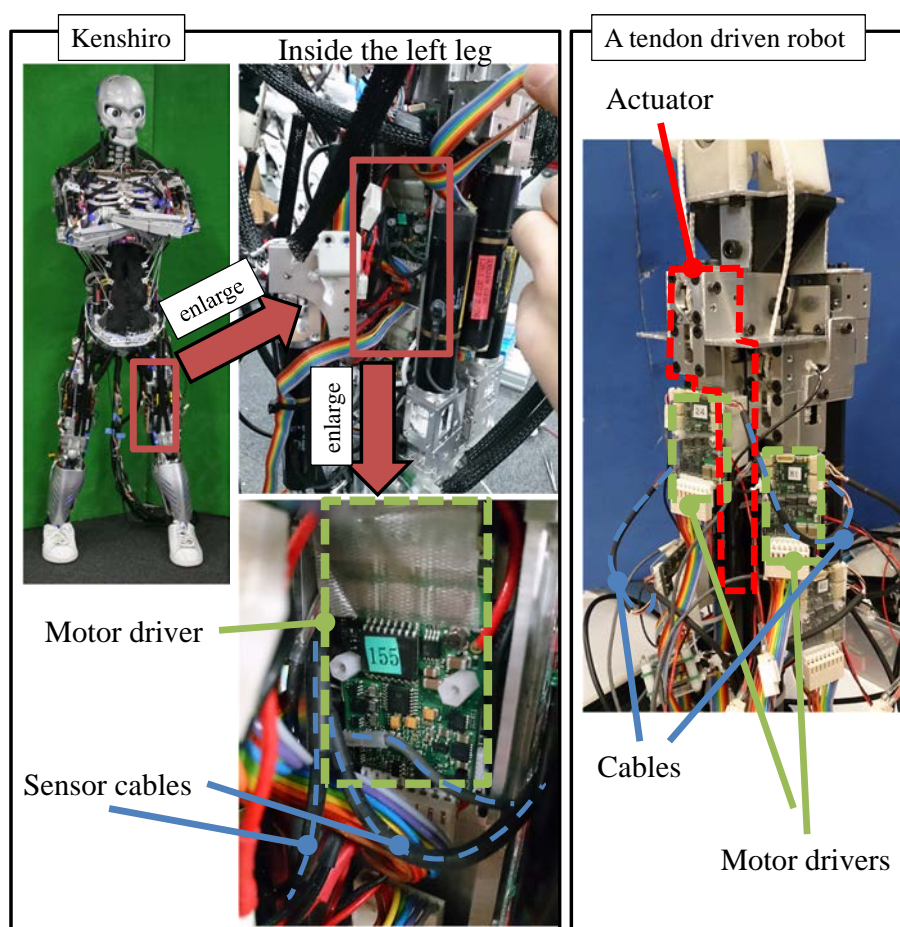 Kenshiro
Inside the left leg
enlarge
enlarge
155
Motor driver
Sensor cables
A tendon driven robot
Actuator
24
Cables
Motor drivers